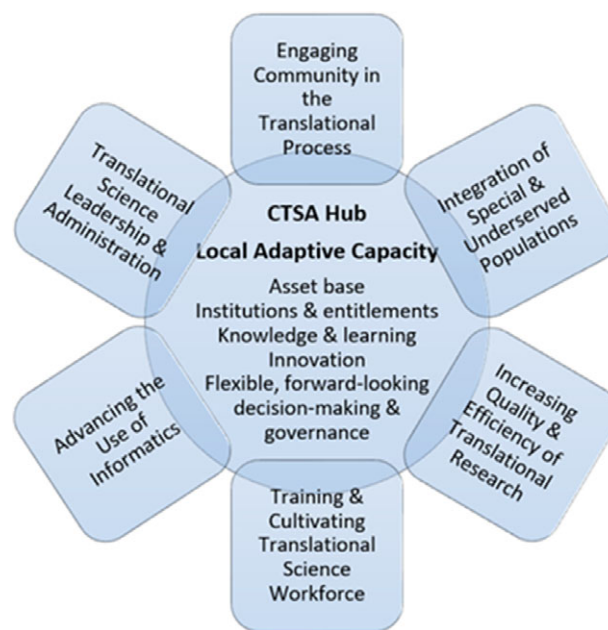 Engaging
Community in
the
Translational
Process
Integration of
Special &
Underserved
Populations
Increasing
Quality &
Efficiency of
Translational
Research
Training &
Cultivating
Translational
Science
Workforce
Advancing the
Use of
Informatics
Translational
Science
Leadership &
Administration
CTSA Hub
Local Adaptive Capacity
Asset base
Institutions & entitlements
Knowledge & learning
Innovation
Flexible, forward-looking
decision-making &
governance